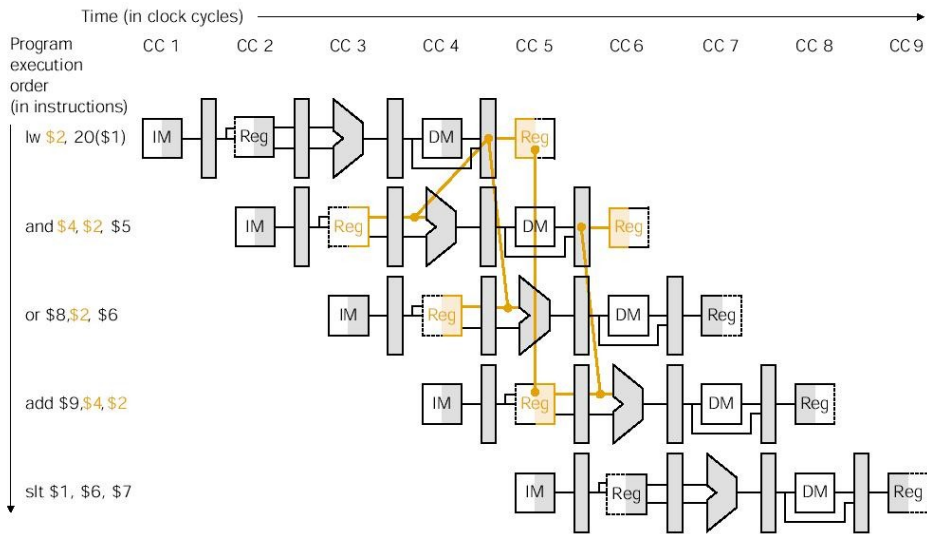 Time (in clock cycles)
Program
execution
order
(in instructions)
CC 1 CC 2 CC 3 CC 4 CC 5 CC 6 CC 7 CC 8 CC 9
lw $2, 20($1) IM Reg DM Reg
and $4, $2, $5 IM Reg DM Reg
or $8,$2, $6 IM Reg DM Reg
add $9,$4, $2 IM Reg DM Reg
slt $1, $6, $7 IM Reg DM Reg